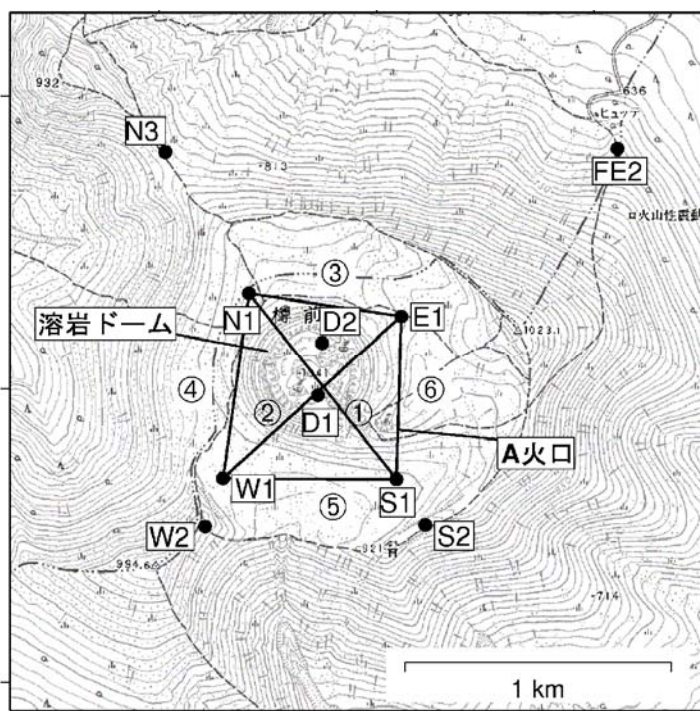 932
636
ヒュッテ
N3
FE2
・813
ロ火山性震動
③
N1
樽前
D2
E1
溶岩ドーム
△1023.1
④
②
①
⑥
D1
A火口
W1
S1
⑤
W2
S2
994.6
921
・714
1 km